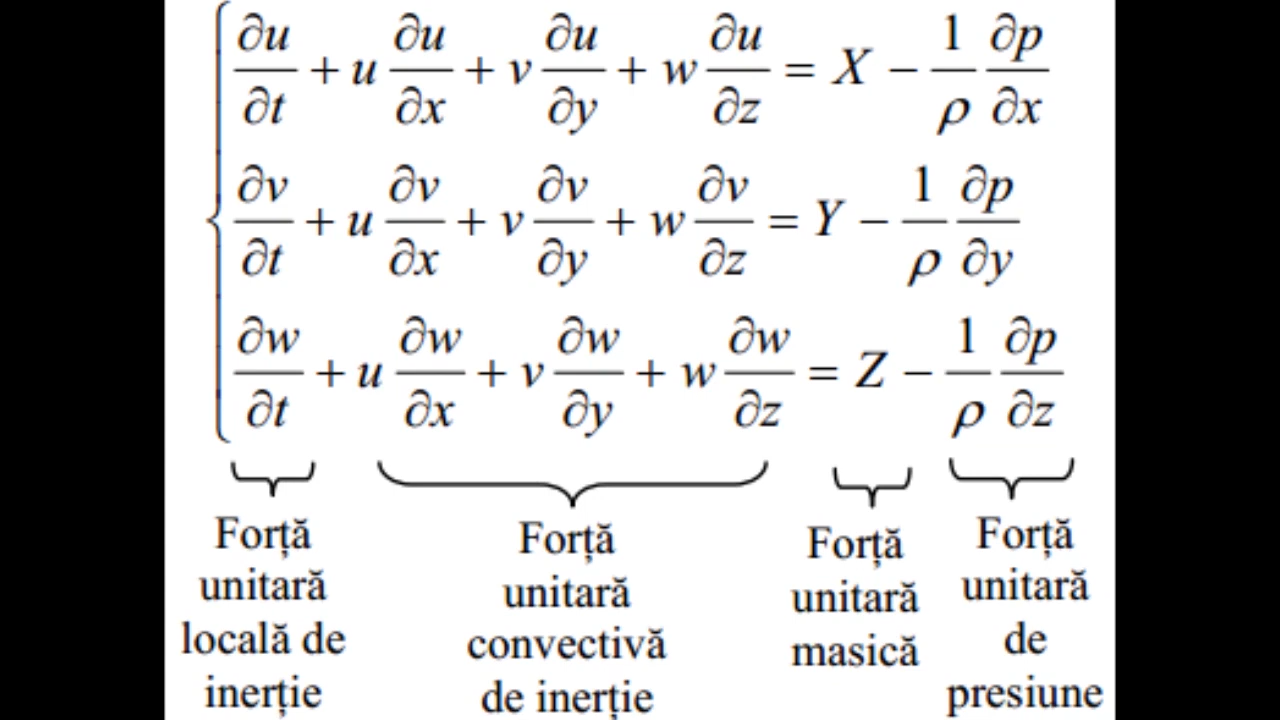 ∂u/∂t + u ∂u/∂x + v ∂u/∂y + w ∂u/∂z = X − 1/ρ ∂p/∂x
∂v/∂t + u ∂v/∂x + v ∂v/∂y + w ∂v/∂z = Y − 1/ρ ∂p/∂y
∂w/∂t + u ∂w/∂x + v ∂w/∂y + w ∂w/∂z = Z − 1/ρ ∂p/∂z
Forță
unitară
locală de
inerție
Forță
unitară
convectivă
de inerție
Forță
unitară
masică
Forță
unitară
de
presiune